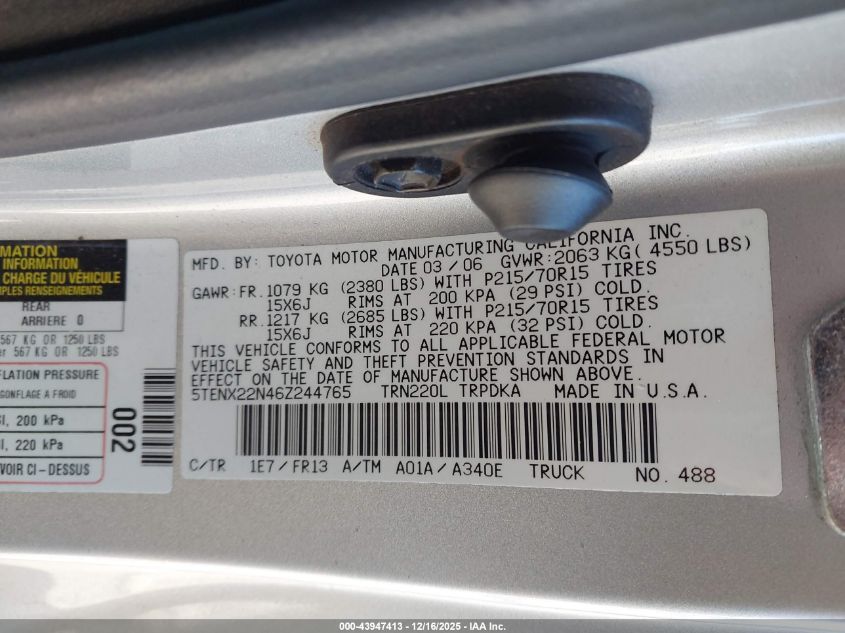 MATION
INFORMATION
CHARGE DU VÉHICULE
MPLES RENSEIGNEMENTS
REAR
ARRIERE 0
567 KG OR 1250 LBS
er 567 KG OR 1250 LBS
FLATION PRESSURE
GONFLAGE A FROID
SI, 200 kPa
SI, 220 kPa
VOIR CI-DESSUS
002
MFD. BY: TOYOTA MOTOR MANUFACTURING CALIFORNIA INC.
DATE 03/06 GVWR:2063 KG( 4550 LBS)
GAWR:FR.1079 KG (2380 LBS) WITH P215/70R15 TIRES
15X6J RIMS AT 200 KPA (29 PSI) COLD.
RR.1217 KG (2685 LBS) WITH P215/70R15 TIRES
15X6J RIMS AT 220 KPA (32 PSI) COLD.
THIS VEHICLE CONFORMS TO ALL APPLICABLE FEDERAL MOTOR
VEHICLE SAFETY AND THEFT PREVENTION STANDARDS IN
EFFECT ON THE DATE OF MANUFACTURE SHOWN ABOVE.
5TENX22N46Z244765 TRN220L TRPDKA MADE IN U.S.A.
C/TR 1E7/FR13 A/TM A01A/A340E TRUCK NO. 488
000-43947413 - 12/16/2025 - IAA Inc.